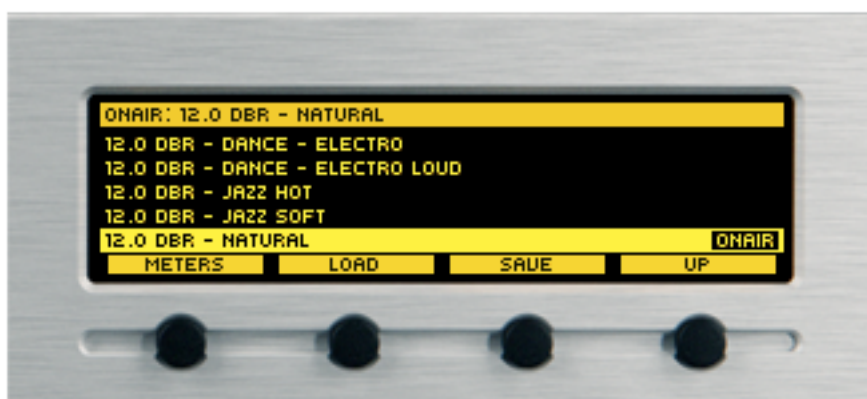 ONAIR: 12.0 DBR - NATURAL
12.0 DBR - DANCE - ELECTRO
12.0 DBR - DANCE - ELECTRO LOUD
12.0 DBR - JAZZ HOT
12.0 DBR - JAZZ SOFT
12.0 DBR - NATURAL ONAIR
METERS LOAD SAVE UP